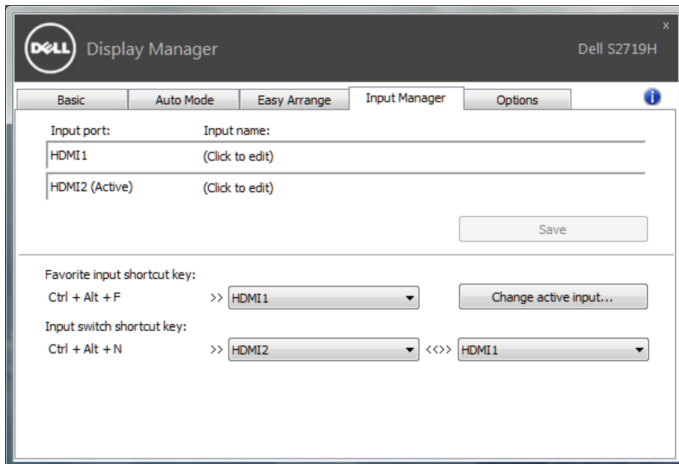 DELL Display Manager Dell S2719H
x
Basic Auto Mode Easy Arrange Input Manager Options i
Input port: Input name:
HDMI1 (Click to edit)
HDMI2 (Active) (Click to edit)
Save
Favorite input shortcut key:
Ctrl + Alt + F >> HDMI1 Change active input...
Input switch shortcut key:
Ctrl + Alt + N >> HDMI2 <<>> HDMI1